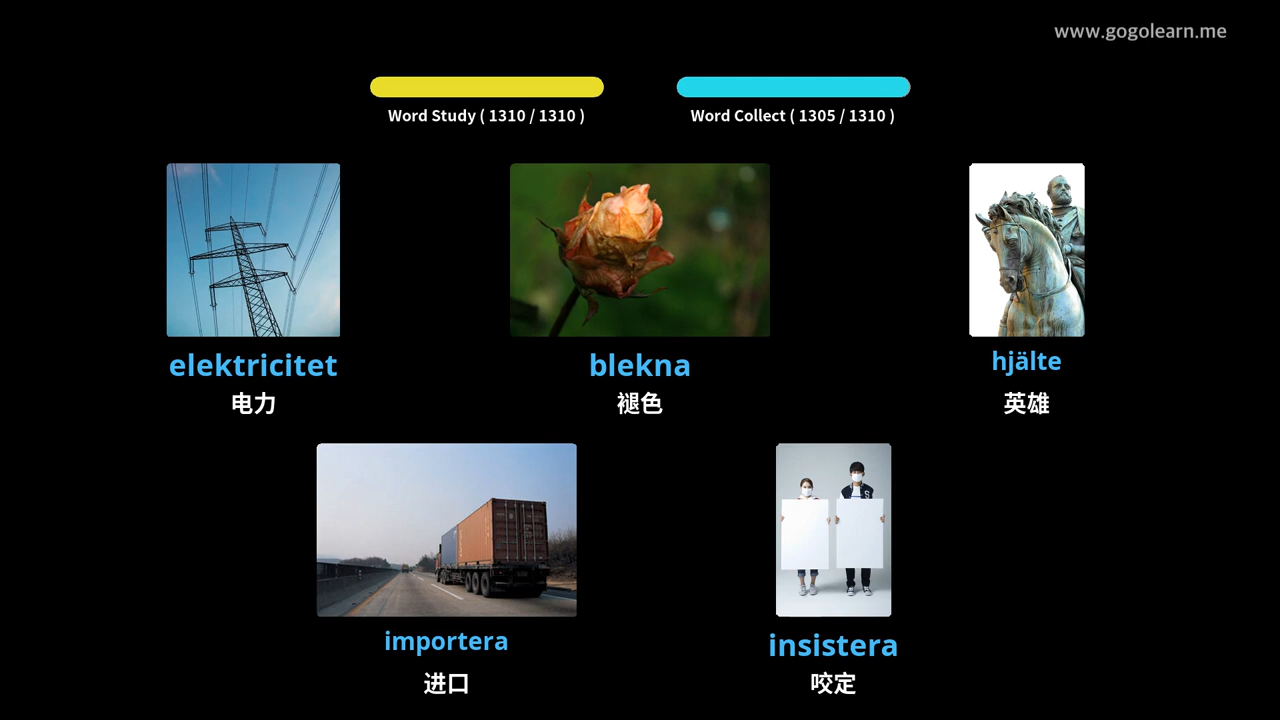 www.gogolearn.me
Word Study ( 1310 / 1310 )
Word Collect ( 1305 / 1310 )
elektricitet
电力
blekna
褪色
hjälte
英雄
importera
进口
insistera
咬定
S